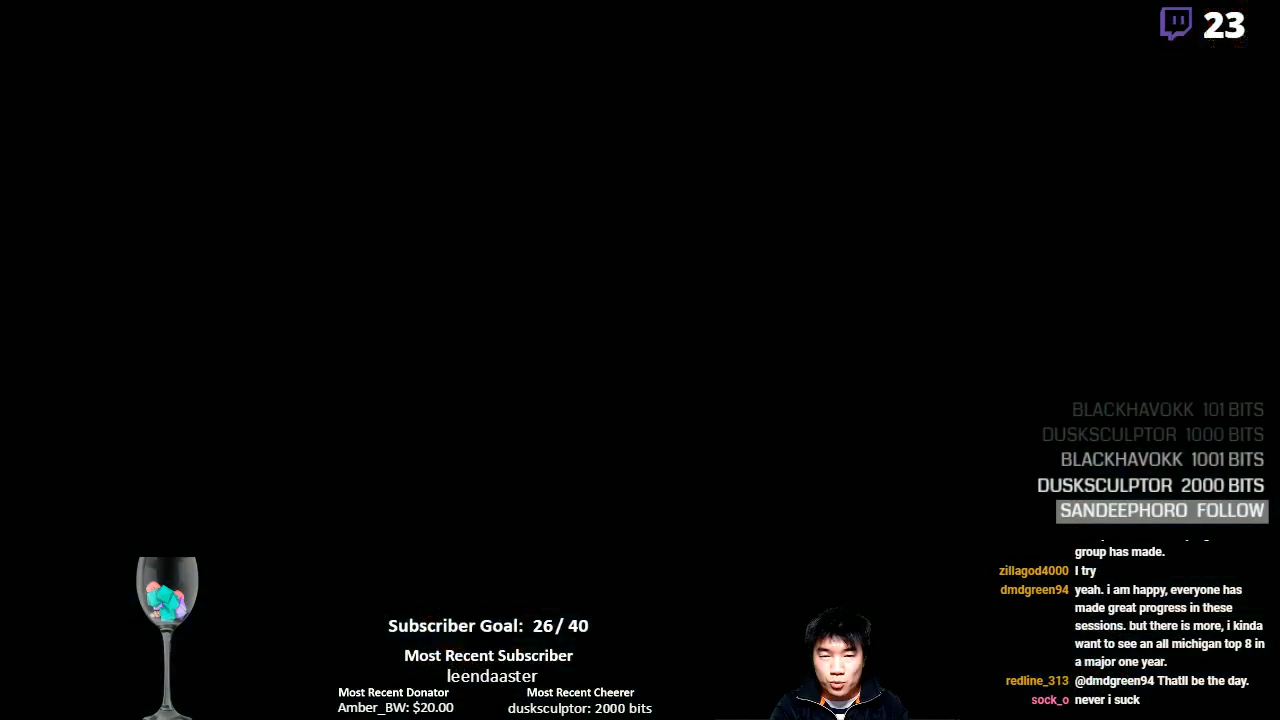 23
BLACKHAVOKK 101 BITS
DUSKSCULPTOR 1000 BITS
BLACKHAVOKK 1001 BITS
DUSKSCULPTOR 2000 BITS
SANDEEPHORO FOLLOW
group has made.
zillagod4000 I try
dmdgreen94 yeah. i am happy, everyone has
made great progress in these
sessions. but there is more, i kinda
want to see an all michigan top 8 in
a major one year.
redline_313 @dmdgreen94 Thatll be the day.
sock_o never i suck
Subscriber Goal: 26 / 40
Most Recent Subscriber
leendaaster
Most Recent Donator
Amber_BW: $20.00
Most Recent Cheerer
dusksculptor: 2000 bits